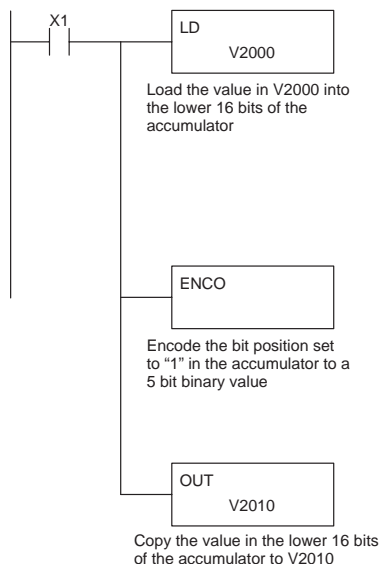 X1
LD
V2000
Load the value in V2000 into
the lower 16 bits of the
accumulator
ENCO
Encode the bit position set
to “1” in the accumulator to a
5 bit binary value
OUT
V2010
Copy the value in the lower 16 bits
of the accumulator to V2010